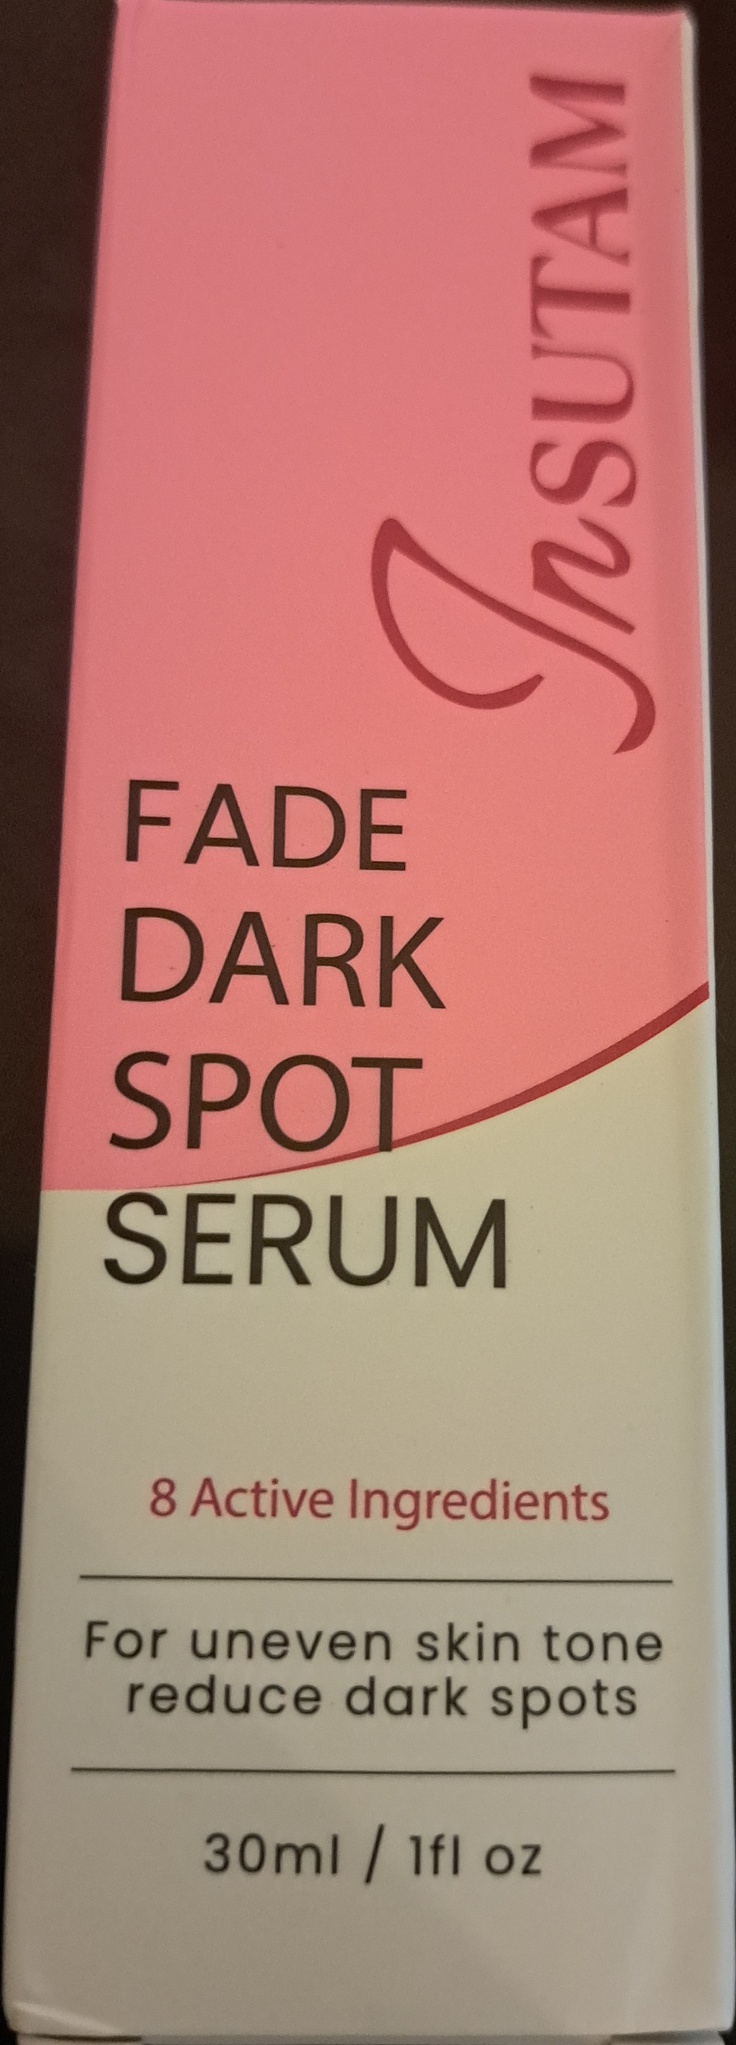 InSUTAM
FADE
DARK
SPOT
SERUM
8 Active Ingredients
For uneven skin tone
reduce dark spots
30ml / 1fl oz